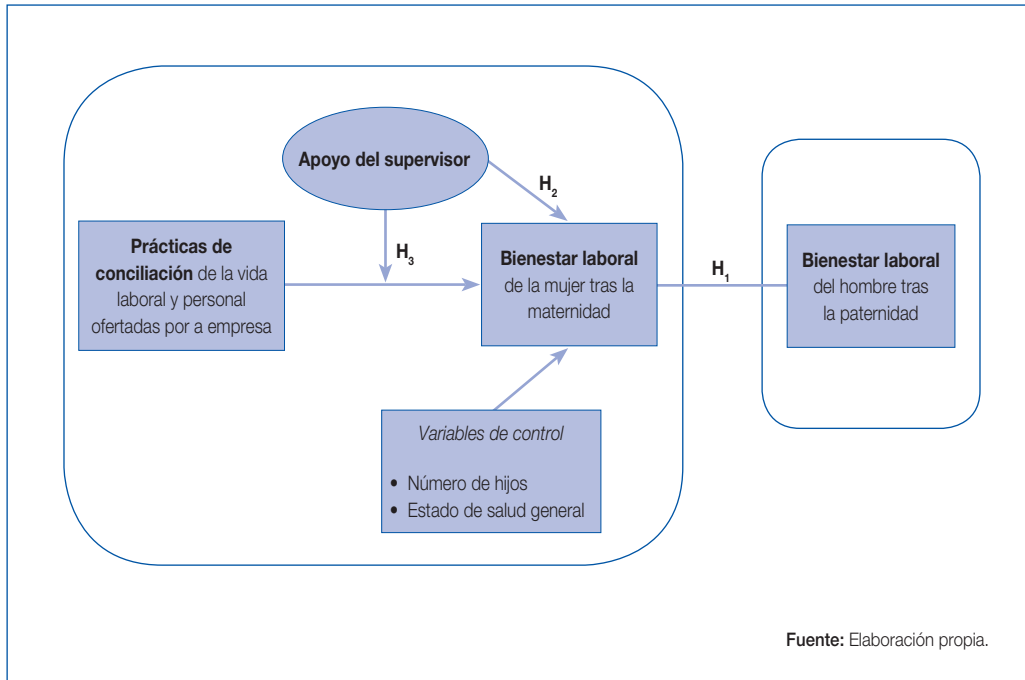 Apoyo del supervisor
H2
H3
Prácticas de
conciliación de la vida
laboral y personal
ofertadas por a empresa
Bienestar laboral
de la mujer tras la
maternidad
H1
Bienestar laboral
del hombre tras
la paternidad
Variables de control
• Número de hijos
• Estado de salud general
Fuente: Elaboración propia.